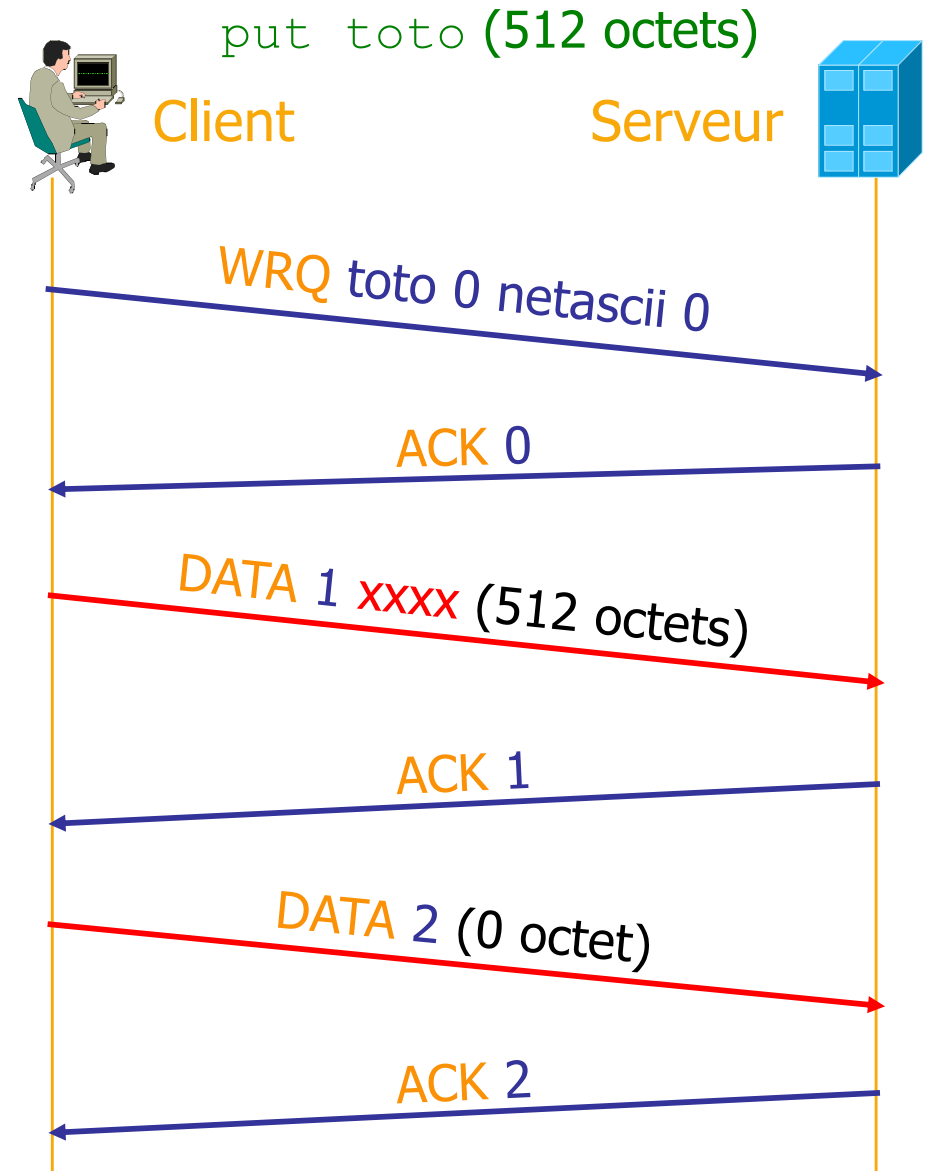 put toto (512 octets)
Client
Serveur
WRQ toto 0 netascii 0
ACK 0
DATA 1 xxxx (512 octets)
ACK 1
DATA 2 (0 octet)
ACK 2